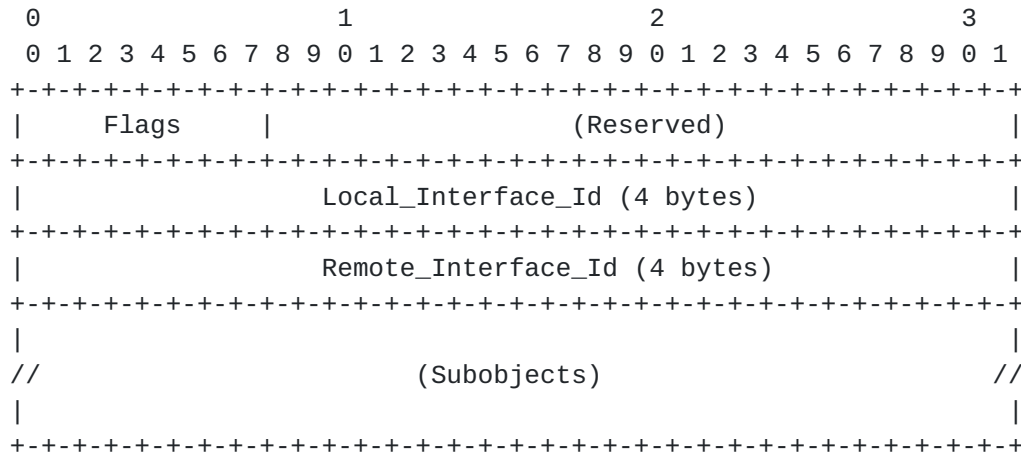 0                   1                   2                   3
 0 1 2 3 4 5 6 7 8 9 0 1 2 3 4 5 6 7 8 9 0 1 2 3 4 5 6 7 8 9 0 1
+-+-+-+-+-+-+-+-+-+-+-+-+-+-+-+-+-+-+-+-+-+-+-+-+-+-+-+-+-+-+-+-+
|     Flags     |                   (Reserved)                  |
+-+-+-+-+-+-+-+-+-+-+-+-+-+-+-+-+-+-+-+-+-+-+-+-+-+-+-+-+-+-+-+-+
|                   Local_Interface_Id (4 bytes)                |
+-+-+-+-+-+-+-+-+-+-+-+-+-+-+-+-+-+-+-+-+-+-+-+-+-+-+-+-+-+-+-+-+
|                   Remote_Interface_Id (4 bytes)               |
+-+-+-+-+-+-+-+-+-+-+-+-+-+-+-+-+-+-+-+-+-+-+-+-+-+-+-+-+-+-+-+-+
|                                                               |
//                        (Subobjects)                         //
|                                                               |
+-+-+-+-+-+-+-+-+-+-+-+-+-+-+-+-+-+-+-+-+-+-+-+-+-+-+-+-+-+-+-+-+